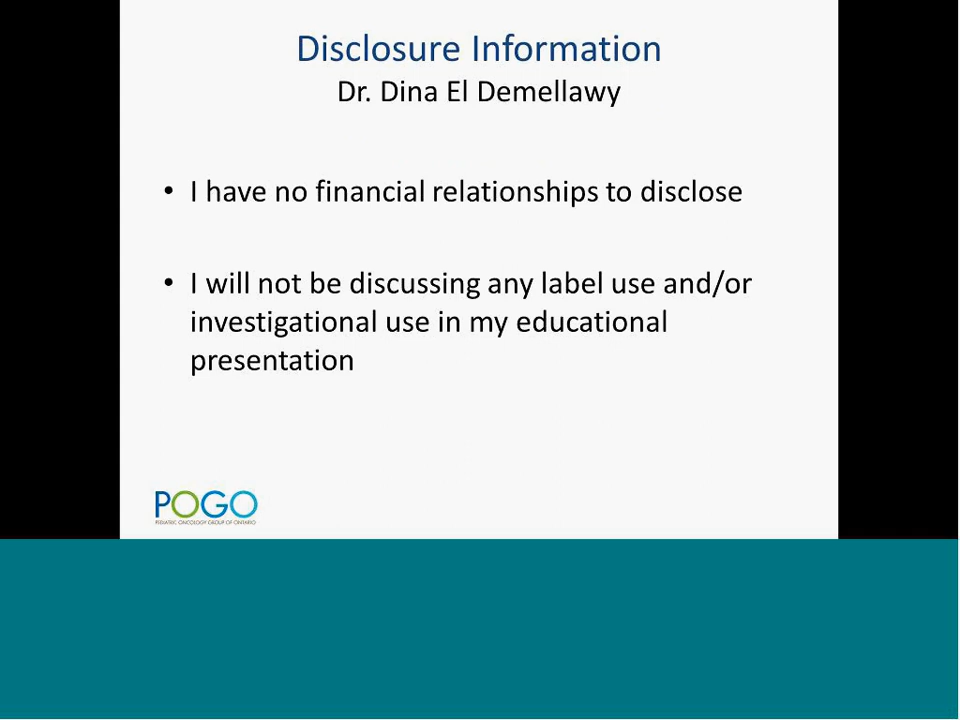 Disclosure Information
Dr. Dina El Demellawy
• I have no financial relationships to disclose
• I will not be discussing any label use and/or
investigational use in my educational
presentation
POGO
PEDIATRIC ONCOLOGY GROUP OF ONTARIO